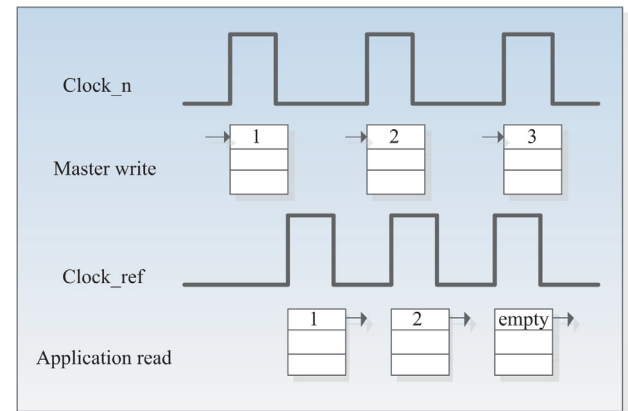 Clock_n
Master write
1 2 3
Clock_ref
Application read
1 2 empty